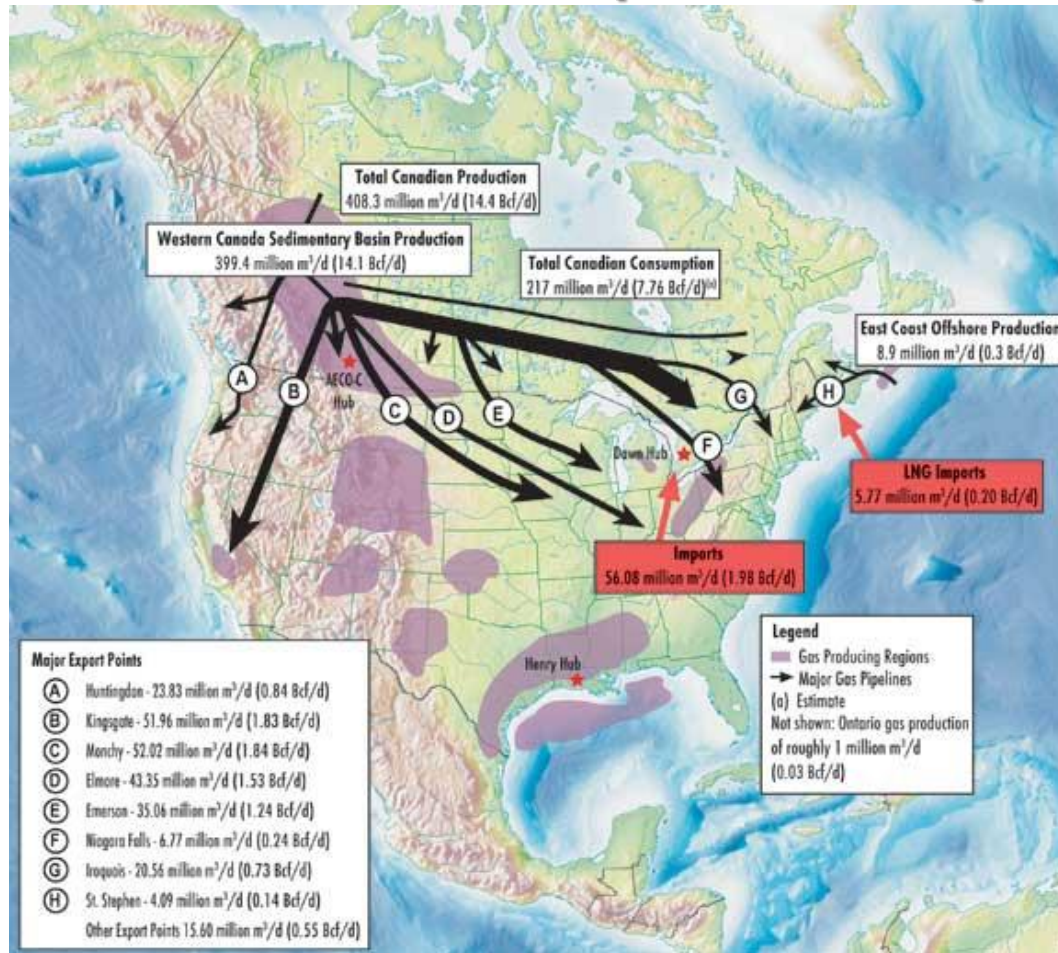 Total Canadian Production
408.3 million m³/d (14.4 Bcf/d)
Western Canada Sedimentary Basin Production
399.4 million m³/d (14.1 Bcf/d)
Total Canadian Consumption
217 million m³/d (7.76 Bcf/d)⁽ᵃ⁾
East Coast Offshore Production
8.9 million m³/d (0.3 Bcf/d)
A
B
AECO-C
Hub
C
D
E
F
G
H
Dawn Hub
LNG Imports
5.77 million m³/d (0.20 Bcf/d)
Imports
56.08 million m³/d (1.98 Bcf/d)
Henry Hub
Legend
Gas Producing Regions
Major Gas Pipelines
(a) Estimate
Not shown: Ontario gas production
of roughly 1 million m³/d
(0.03 Bcf/d)
Major Export Points
A Huntingdon - 23.83 million m³/d (0.84 Bcf/d)
B Kingsgate - 51.96 million m³/d (1.83 Bcf/d)
C Monchy - 52.02 million m³/d (1.84 Bcf/d)
D Elmore - 43.35 million m³/d (1.53 Bcf/d)
E Emerson - 35.06 million m³/d (1.24 Bcf/d)
F Niagara Falls - 6.77 million m³/d (0.24 Bcf/d)
G Iroquois - 20.56 million m³/d (0.73 Bcf/d)
H St. Stephen - 4.09 million m³/d (0.14 Bcf/d)
Other Export Points 15.60 million m³/d (0.55 Bcf/d)